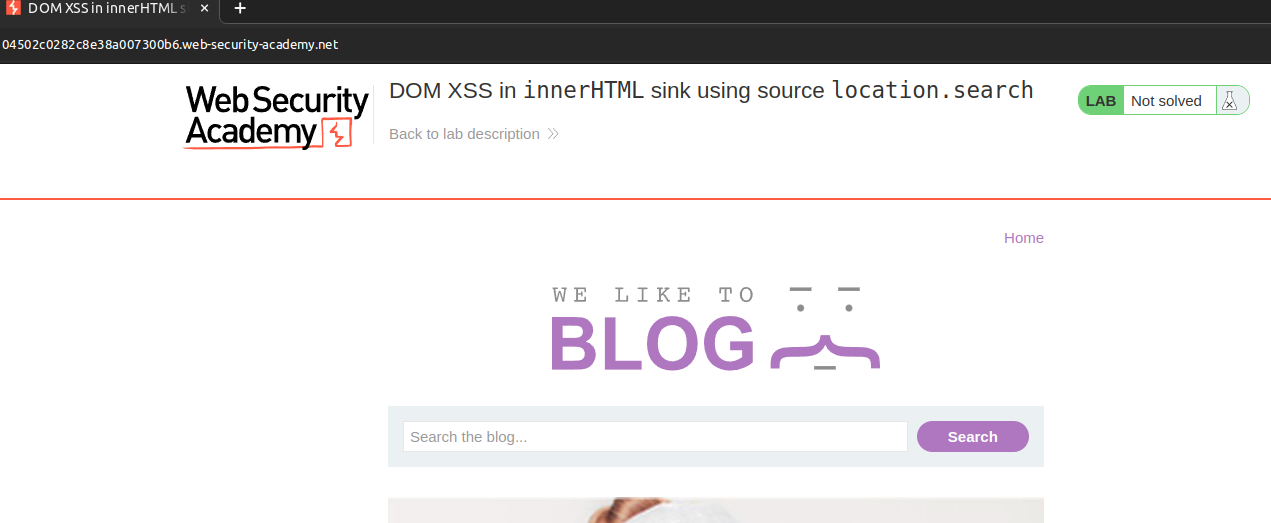 DOM XSS in innerHTML s
04502c0282c8e38a007300b6.web-security-academy.net
Web Security
Academy
DOM XSS in innerHTML sink using source location.search
Back to lab description
LAB Not solved
Home
WE LIKE TO
BLOG
Search the blog...
Search